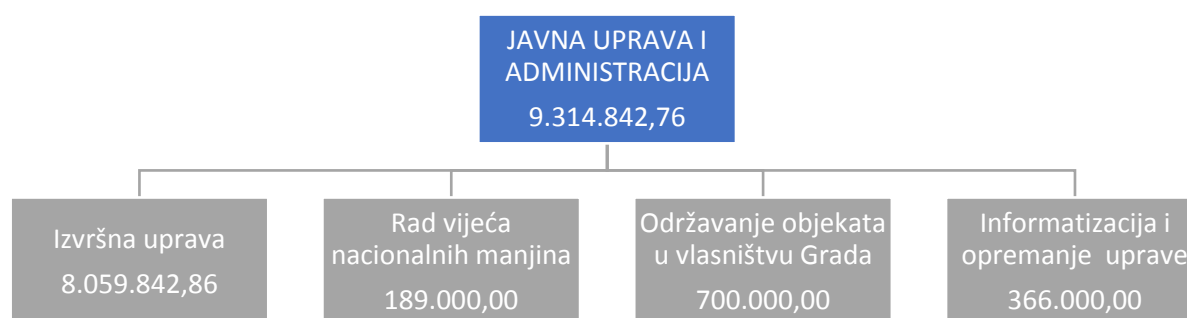 JAVNA UPRAVA I
ADMINISTRACIJA
9.314.842,76
Izvršna uprava
8.059.842,86
Rad vijeća
nacionalnih manjina
189.000,00
Održavanje objekata
u vlasništvu Grada
700.000,00
Informatizacija i
opremanje uprave
366.000,00